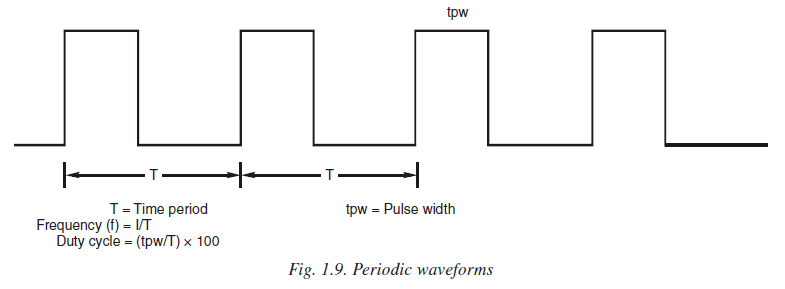 tpw
T T
T = Time period
tpw = Pulse width
Frequency (f) = I/T
Duty cycle = (tpw/T) × 100
Fig. 1.9. Periodic waveforms